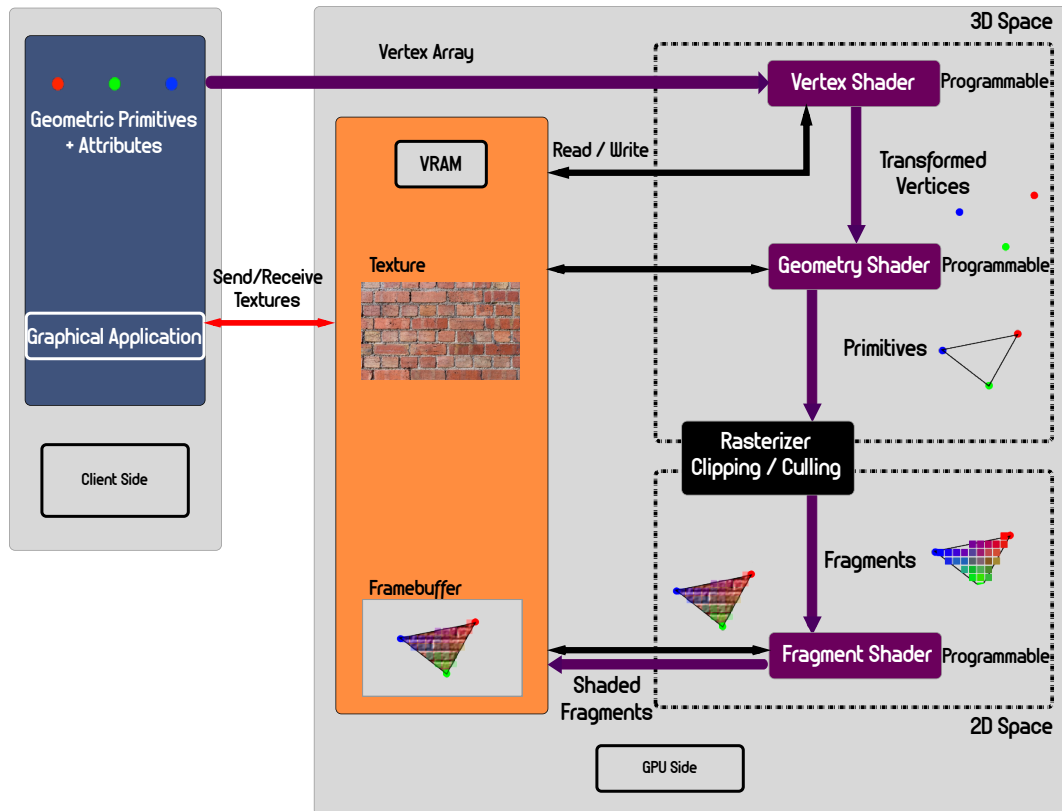 3D Space
Vertex Array
Vertex Shader
Programmable
Geometric Primitives
+ Attributes
VRAM
Read / Write
Transformed
Vertices
Send/Receive
Textures
Texture
Geometry Shader
Programmable
Graphical Application
Primitives
Rasterizer
Clipping / Culling
Client Side
Fragments
Framebuffer
Fragment Shader
Programmable
Shaded
Fragments
2D Space
GPU Side